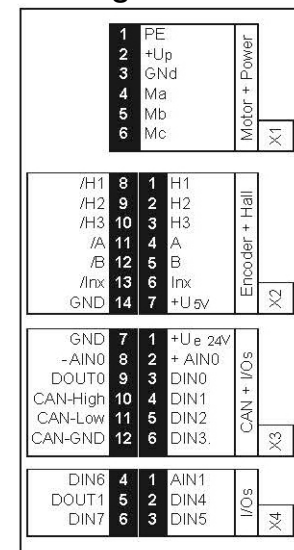 1 PE
2 +Up
3 GNd
4 Ma
5 Mb
6 Mc
Motor + Power
X1
/H1 8 1 H1
/H2 9 2 H2
/H3 10 3 H3
/A 11 4 A
/B 12 5 B
/Inx 13 6 Inx
GND 14 7 +U5V
Encoder + Hall
X2
GND 7 1 +Ue 24V
-AIN0 8 2 + AIN0
DOUT0 9 3 DIN0
CAN-High 10 4 DIN1
CAN-Low 11 5 DIN2
CAN-GND 12 6 DIN3.
CAN + I/Os
X3
DIN6 4 1 AIN1
DOUT1 5 2 DIN4
DIN7 6 3 DIN5
I/Os
X4